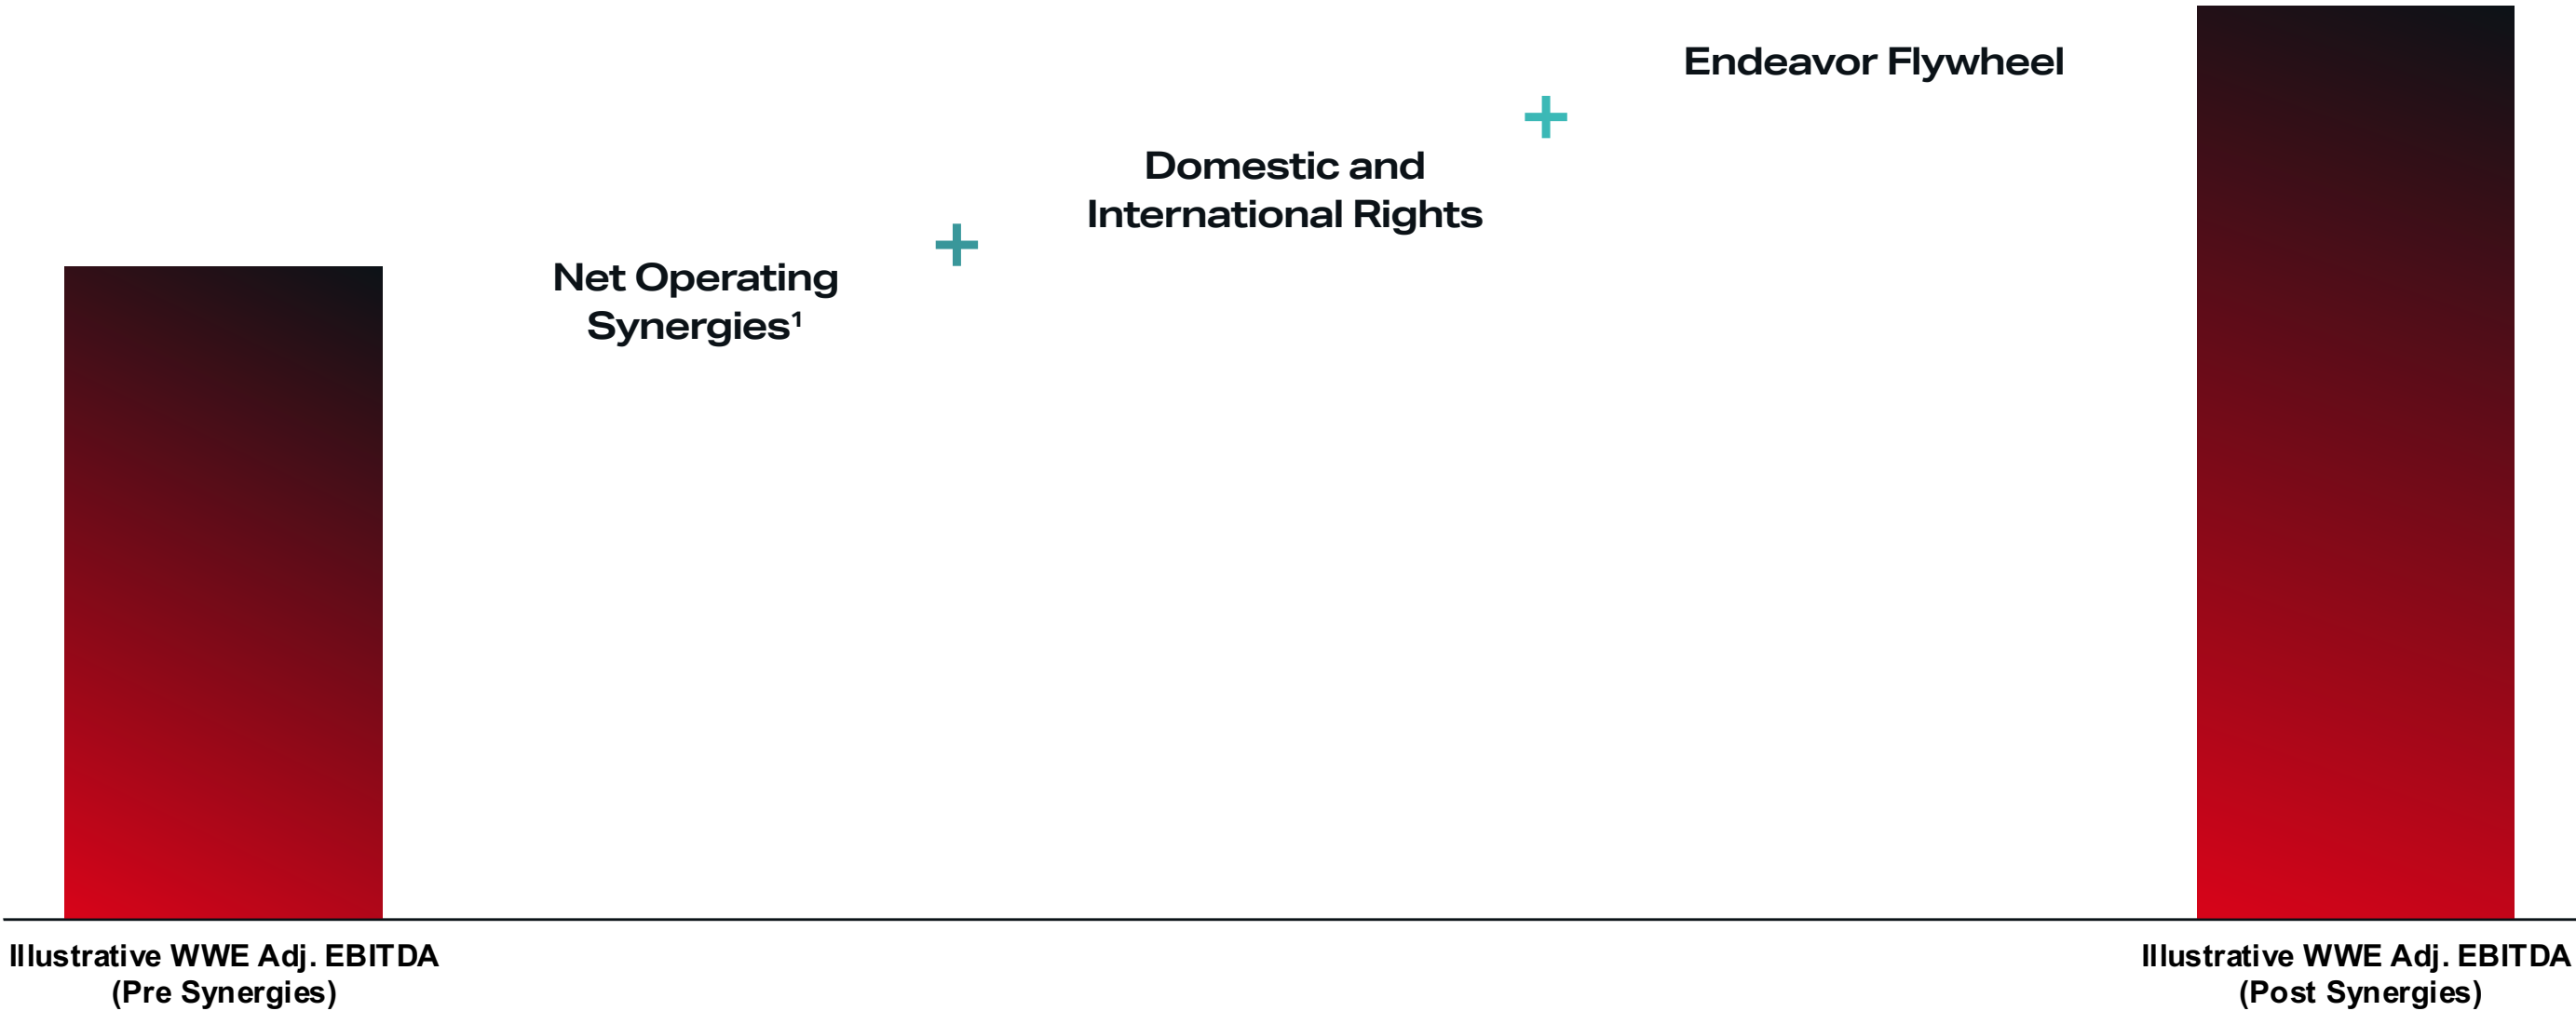 Endeavor Flywheel
+
Domestic and
International Rights
+
Net Operating
Synergies¹
Illustrative WWE Adj. EBITDA
(Pre Synergies)
Illustrative WWE Adj. EBITDA
(Post Synergies)